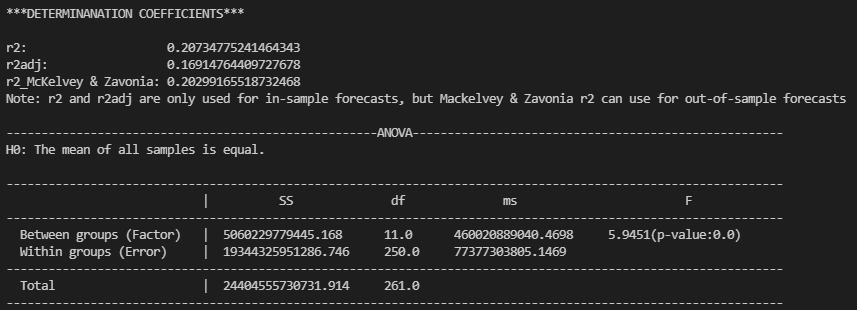 ***DETERMINANATION COEFFICIENTS***
r2: 0.20734775241464343
r2adj: 0.16914764409727678
r2_McKelvey & Zavonia: 0.20299165518732468
Note: r2 and r2adj are only used for in-sample forecasts, but Mackelvey & Zavonia r2 can use for out-of-sample forecasts
-----------------------------------------------------ANOVA-----------------------------------------------------
H0: The mean of all samples is equal.
---------------------------------------------------------------------------------------------------------------
| SS df ms F
---------------------------------------------------------------------------------------------------------------
Between groups (Factor) | 5060229779445.168 11.0 460020889040.4698 5.9451(p-value:0.0)
Within groups (Error) | 19344325951286.746 250.0 77377303805.1469
---------------------------------------------------------------------------------------------------------------
Total | 24404555730731.914 261.0
---------------------------------------------------------------------------------------------------------------